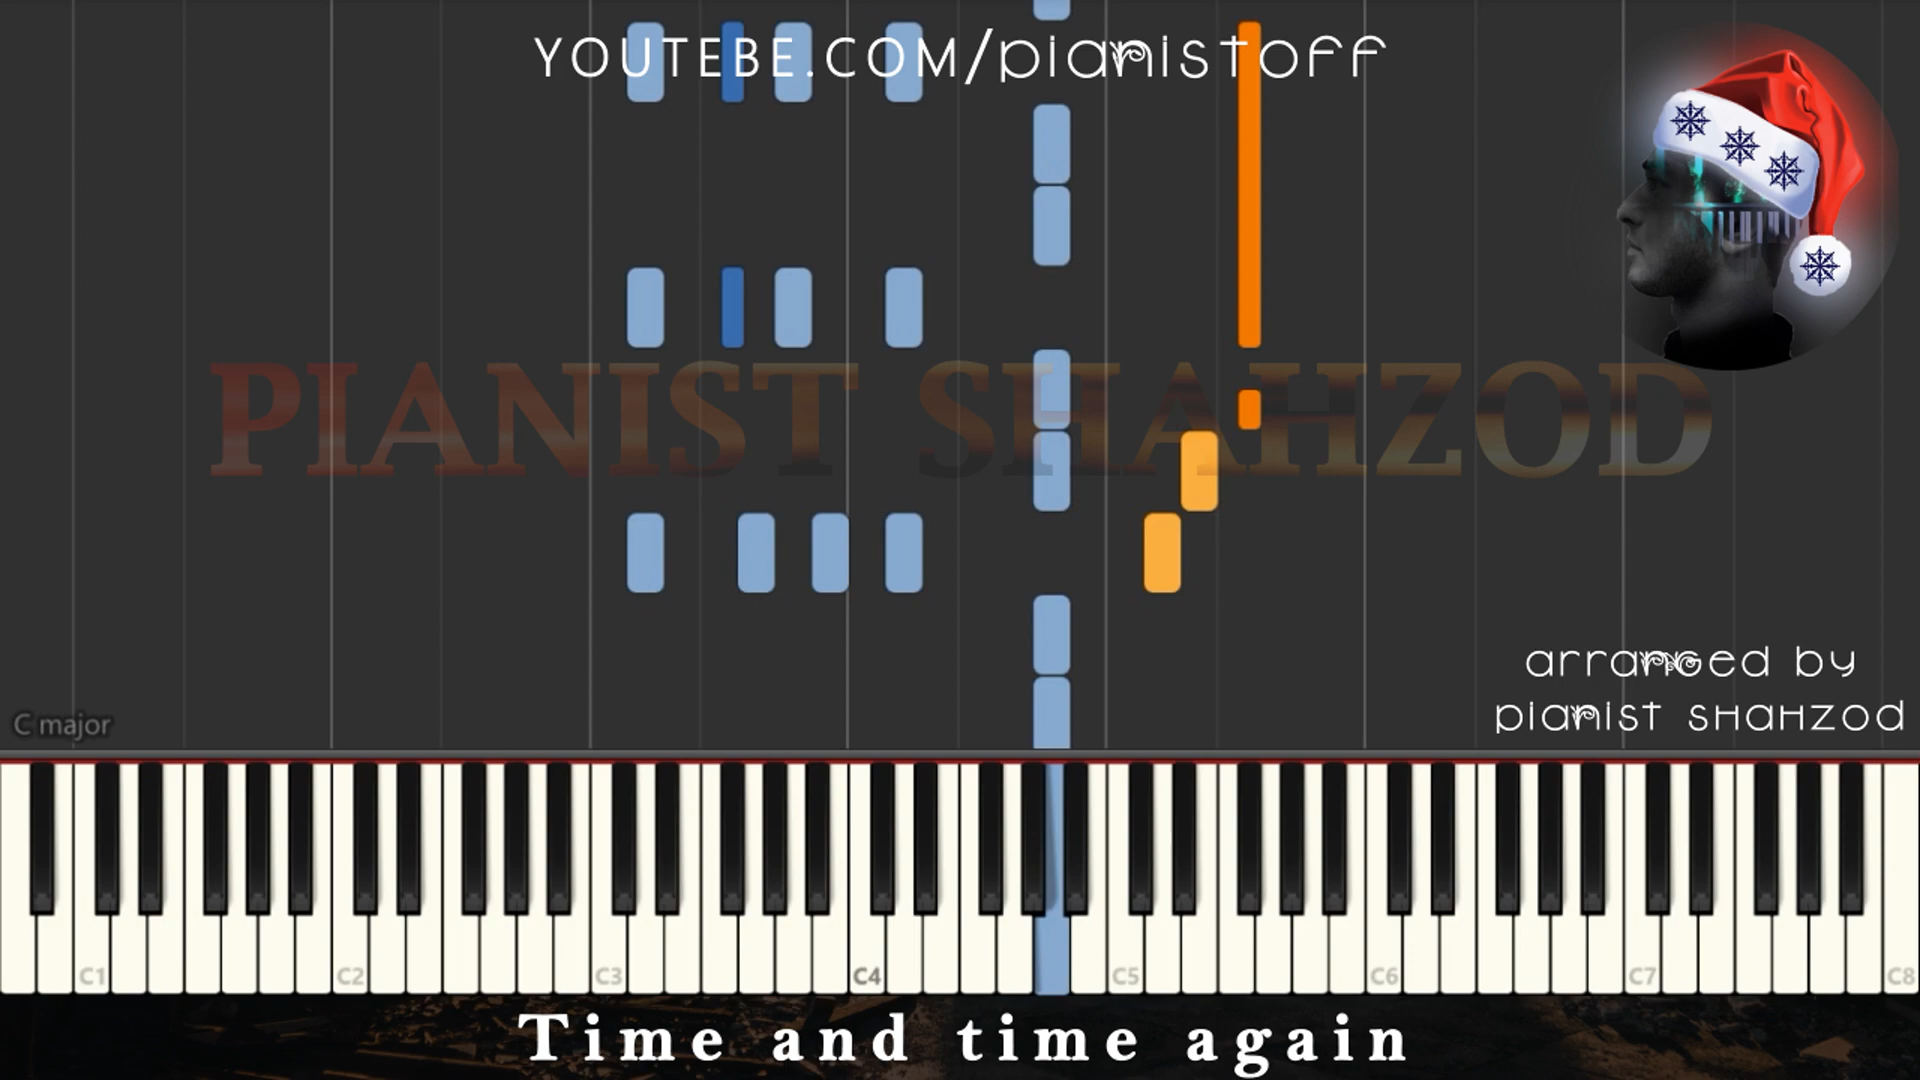 YOUTEBE.COM/pianistoff
PIANIST SHAHZOD
arranged by
pianist shahzod
C major
C1 C2 C3 C4 C5 C6 C7 C8
Time and time again